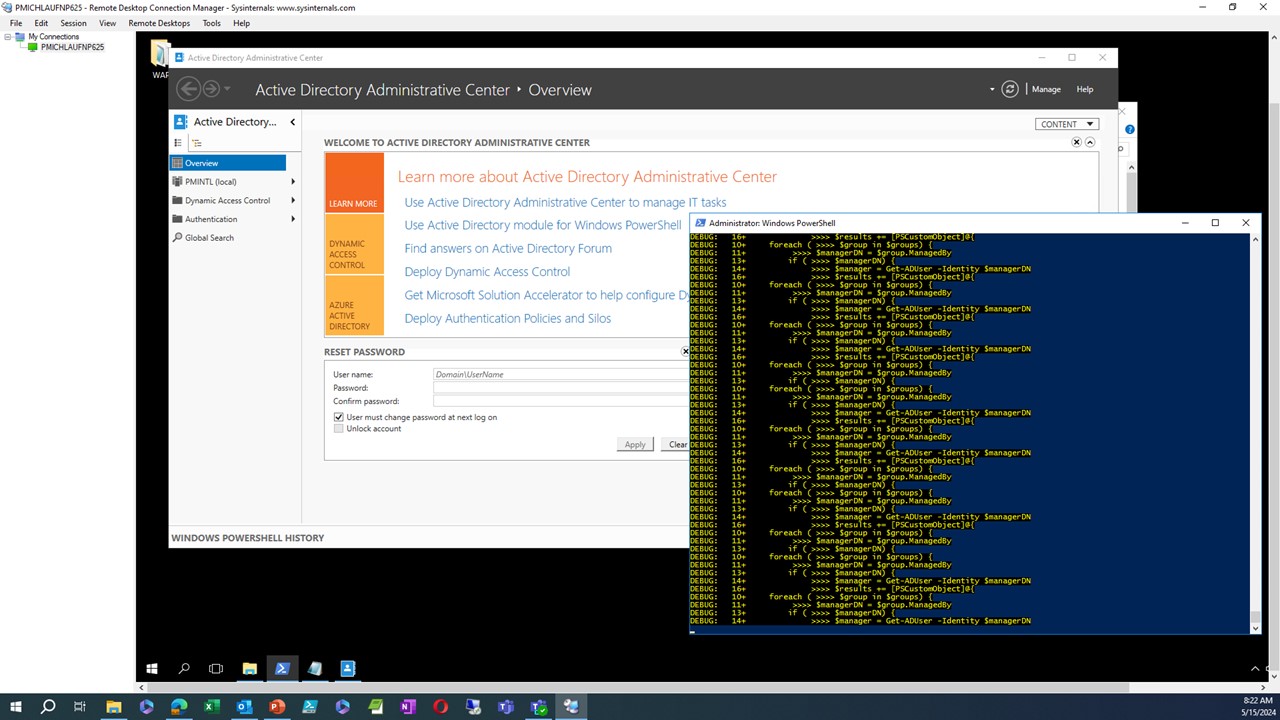 PMICHLAUFNP625 - Remote Desktop Connection Manager - Sysinternals: www.sysinternals.com
File Edit Session View Remote Desktops Tools Help
My Connections
PMICHLAUFNP625
WAF
Active Directory Administrative Center
Active Directory Administrative Center • Overview
Manage Help
Active Directory...
Overview
PMINTL (local)
Dynamic Access Control
Authentication
Global Search
CONTENT
WELCOME TO ACTIVE DIRECTORY ADMINISTRATIVE CENTER
LEARN MORE
DYNAMIC
ACCESS
CONTROL
AZURE
ACTIVE
DIRECTORY
Learn more about Active Directory Administrative Center
Use Active Directory Administrative Center to manage IT tasks
Use Active Directory module for Windows PowerShell
Find answers on Active Directory Forum
Deploy Dynamic Access Control
Get Microsoft Solution Accelerator to help configure D
Deploy Authentication Policies and Silos
RESET PASSWORD
User name: Domain\UserName
Password:
Confirm password:
User must change password at next log on
Unlock account
Apply Clear
WINDOWS POWERSHELL HISTORY
Administrator: Windows PowerShell
DEBUG: 16+ >>>> $results += [PSCustomObject]@{
DEBUG: 10+ foreach ( >>>> $group in $groups) {
DEBUG: 11+ >>>> $managerDN = $group.ManagedBy
DEBUG: 13+ if ( >>>> $managerDN) {
DEBUG: 14+ >>>> $manager = Get-ADUser -Identity $managerDN
DEBUG: 16+ >>>> $results += [PSCustomObject]@{
DEBUG: 10+ foreach ( >>>> $group in $groups) {
DEBUG: 11+ >>>> $managerDN = $group.ManagedBy
DEBUG: 13+ if ( >>>> $managerDN) {
DEBUG: 14+ >>>> $manager = Get-ADUser -Identity $managerDN
DEBUG: 16+ >>>> $results += [PSCustomObject]@{
DEBUG: 10+ foreach ( >>>> $group in $groups) {
DEBUG: 11+ >>>> $managerDN = $group.ManagedBy
DEBUG: 13+ if ( >>>> $managerDN) {
DEBUG: 14+ >>>> $manager = Get-ADUser -Identity $managerDN
DEBUG: 16+ >>>> $results += [PSCustomObject]@{
DEBUG: 10+ foreach ( >>>> $group in $groups) {
DEBUG: 11+ >>>> $managerDN = $group.ManagedBy
DEBUG: 13+ if ( >>>> $managerDN) {
DEBUG: 10+ foreach ( >>>> $group in $groups) {
DEBUG: 11+ >>>> $managerDN = $group.ManagedBy
DEBUG: 13+ if ( >>>> $managerDN) {
DEBUG: 14+ >>>> $manager = Get-ADUser -Identity $managerDN
DEBUG: 16+ >>>> $results += [PSCustomObject]@{
DEBUG: 10+ foreach ( >>>> $group in $groups) {
DEBUG: 11+ >>>> $managerDN = $group.ManagedBy
DEBUG: 13+ if ( >>>> $managerDN) {
DEBUG: 14+ >>>> $manager = Get-ADUser -Identity $managerDN
DEBUG: 16+ >>>> $results += [PSCustomObject]@{
DEBUG: 10+ foreach ( >>>> $group in $groups) {
DEBUG: 11+ >>>> $managerDN = $group.ManagedBy
DEBUG: 13+ if ( >>>> $managerDN) {
DEBUG: 10+ foreach ( >>>> $group in $groups) {
DEBUG: 11+ >>>> $managerDN = $group.ManagedBy
DEBUG: 13+ if ( >>>> $managerDN) {
DEBUG: 14+ >>>> $manager = Get-ADUser -Identity $managerDN
DEBUG: 16+ >>>> $results += [PSCustomObject]@{
DEBUG: 10+ foreach ( >>>> $group in $groups) {
DEBUG: 11+ >>>> $managerDN = $group.ManagedBy
DEBUG: 13+ if ( >>>> $managerDN) {
DEBUG: 10+ foreach ( >>>> $group in $groups) {
DEBUG: 11+ >>>> $managerDN = $group.ManagedBy
DEBUG: 13+ if ( >>>> $managerDN) {
DEBUG: 14+ >>>> $manager = Get-ADUser -Identity $managerDN
DEBUG: 16+ >>>> $results += [PSCustomObject]@{
DEBUG: 10+ foreach ( >>>> $group in $groups) {
DEBUG: 11+ >>>> $managerDN = $group.ManagedBy
DEBUG: 13+ if ( >>>> $managerDN) {
DEBUG: 14+ >>>> $manager = Get-ADUser -Identity $managerDN
8:22 AM
5/15/2024